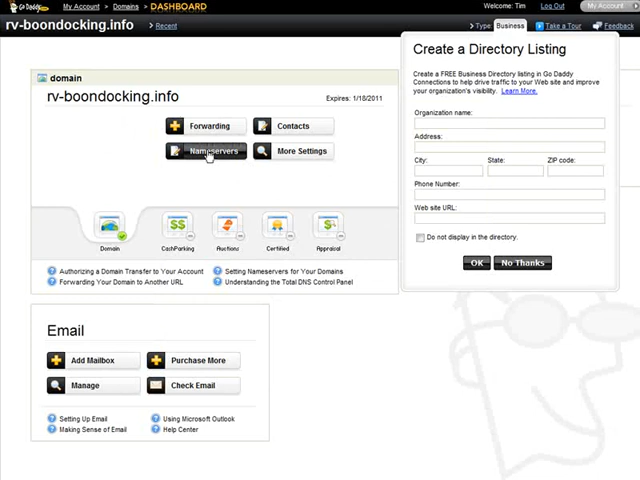 Go Daddy My Account Domains DASHBOARD Welcome: Tim Log Out My Account
rv-boondocking.info Recent Type: Business Take a Tour Feedback
Create a Directory Listing
Create a FREE Business Directory listing in Go Daddy
Connections to help drive traffic to your Web site and improve
your organization's visibility. Learn More.
Organization name:
Address:
City: State: ZIP code:
Phone Number:
Web site URL:
Do not display in the directory.
OK No Thanks
domain
rv-boondocking.info Expires: 1/18/2011
Forwarding Contacts
Nameservers More Settings
Domain CashParking Auctions Certified Appraisal
Authorizing a Domain Transfer to Your Account Setting Nameservers for Your Domains
Forwarding Your Domain to Another URL Understanding the Total DNS Control Panel
Email
Add Mailbox Purchase More
Manage Check Email
Setting Up Email Using Microsoft Outlook
Making Sense of Email Help Center